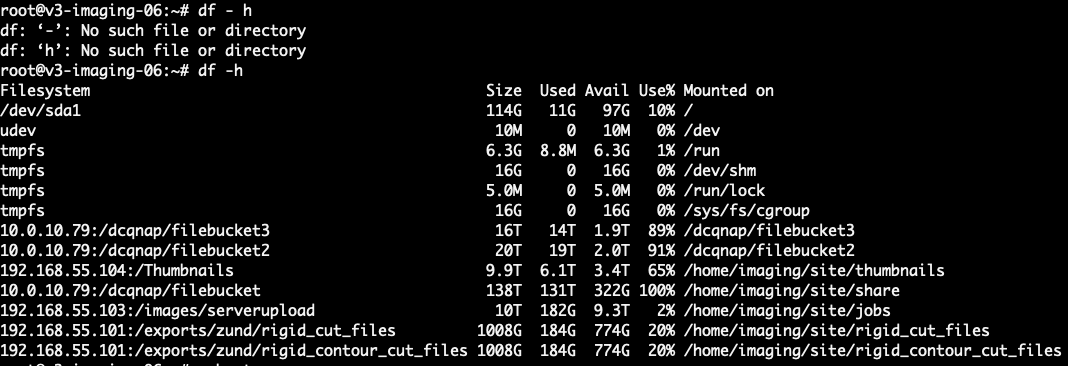 root@v3-imaging-06:~# df - h
df: ‘-’: No such file or directory
df: ‘h’: No such file or directory
root@v3-imaging-06:~# df -h
Filesystem Size Used Avail Use% Mounted on
/dev/sda1 114G 11G 97G 10% /
udev 10M 0 10M 0% /dev
tmpfs 6.3G 8.8M 6.3G 1% /run
tmpfs 16G 0 16G 0% /dev/shm
tmpfs 5.0M 0 5.0M 0% /run/lock
tmpfs 16G 0 16G 0% /sys/fs/cgroup
10.0.10.79:/dcqnap/filebucket3 16T 14T 1.9T 89% /dcqnap/filebucket3
10.0.10.79:/dcqnap/filebucket2 20T 19T 2.0T 91% /dcqnap/filebucket2
192.168.55.104:/Thumbnails 9.9T 6.1T 3.4T 65% /home/imaging/site/thumbnails
10.0.10.79:/dcqnap/filebucket 138T 131T 322G 100% /home/imaging/site/share
192.168.55.103:/images/serverupload 10T 182G 9.3T 2% /home/imaging/site/jobs
192.168.55.101:/exports/zund/rigid_cut_files 1008G 184G 774G 20% /home/imaging/site/rigid_cut_files
192.168.55.101:/exports/zund/rigid_contour_cut_files 1008G 184G 774G 20% /home/imaging/site/rigid_contour_cut_files